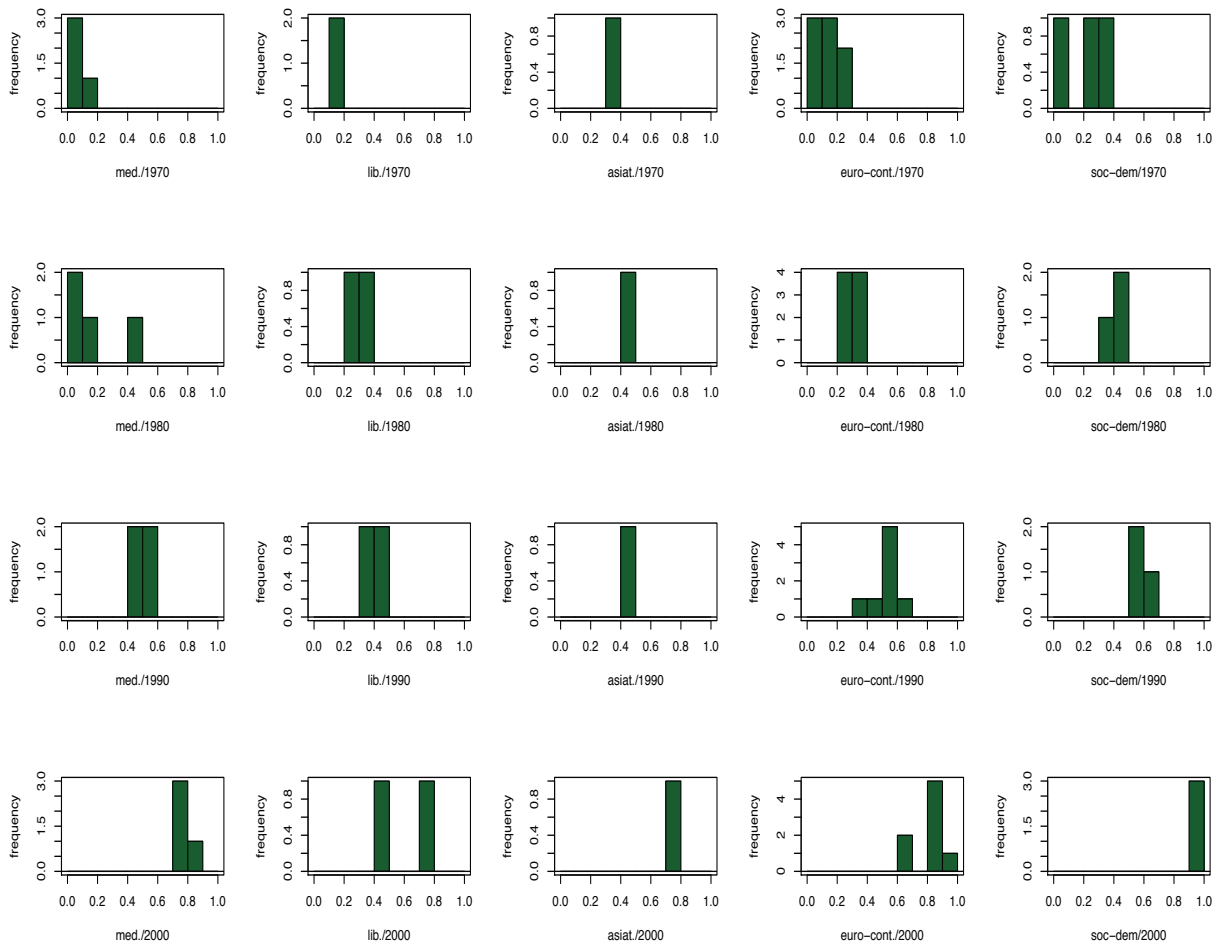 frequency 0.0 1.5 3.0 frequency 0.0 1.0 2.0 frequency 0.0 0.4 0.8 frequency 0.0 1.5 3.0 frequency 0.0 0.4 0.8
0.0 0.2 0.4 0.6 0.8 1.0 0.0 0.2 0.4 0.6 0.8 1.0 0.0 0.2 0.4 0.6 0.8 1.0 0.0 0.2 0.4 0.6 0.8 1.0 0.0 0.2 0.4 0.6 0.8 1.0
med./1970 lib./1970 asiat./1970 euro−cont./1970 soc−dem/1970
frequency 0.0 1.0 2.0 frequency 0.0 0.4 0.8 frequency 0.0 0.4 0.8 frequency 0 1 2 3 4 frequency 0.0 1.0 2.0
0.0 0.2 0.4 0.6 0.8 1.0 0.0 0.2 0.4 0.6 0.8 1.0 0.0 0.2 0.4 0.6 0.8 1.0 0.0 0.2 0.4 0.6 0.8 1.0 0.0 0.2 0.4 0.6 0.8 1.0
med./1980 lib./1980 asiat./1980 euro−cont./1980 soc−dem/1980
frequency 0.0 1.0 2.0 frequency 0.0 0.4 0.8 frequency 0.0 0.4 0.8 frequency 0 2 4 frequency 0.0 1.0 2.0
0.0 0.2 0.4 0.6 0.8 1.0 0.0 0.2 0.4 0.6 0.8 1.0 0.0 0.2 0.4 0.6 0.8 1.0 0.0 0.2 0.4 0.6 0.8 1.0 0.0 0.2 0.4 0.6 0.8 1.0
med./1990 lib./1990 asiat./1990 euro−cont./1990 soc−dem/1990
frequency 0.0 1.5 3.0 frequency 0.0 0.4 0.8 frequency 0.0 0.4 0.8 frequency 0 2 4 frequency 0.0 1.5 3.0
0.0 0.2 0.4 0.6 0.8 1.0 0.0 0.2 0.4 0.6 0.8 1.0 0.0 0.2 0.4 0.6 0.8 1.0 0.0 0.2 0.4 0.6 0.8 1.0 0.0 0.2 0.4 0.6 0.8 1.0
med./2000 lib./2000 asiat./2000 euro−cont./2000 soc−dem/2000